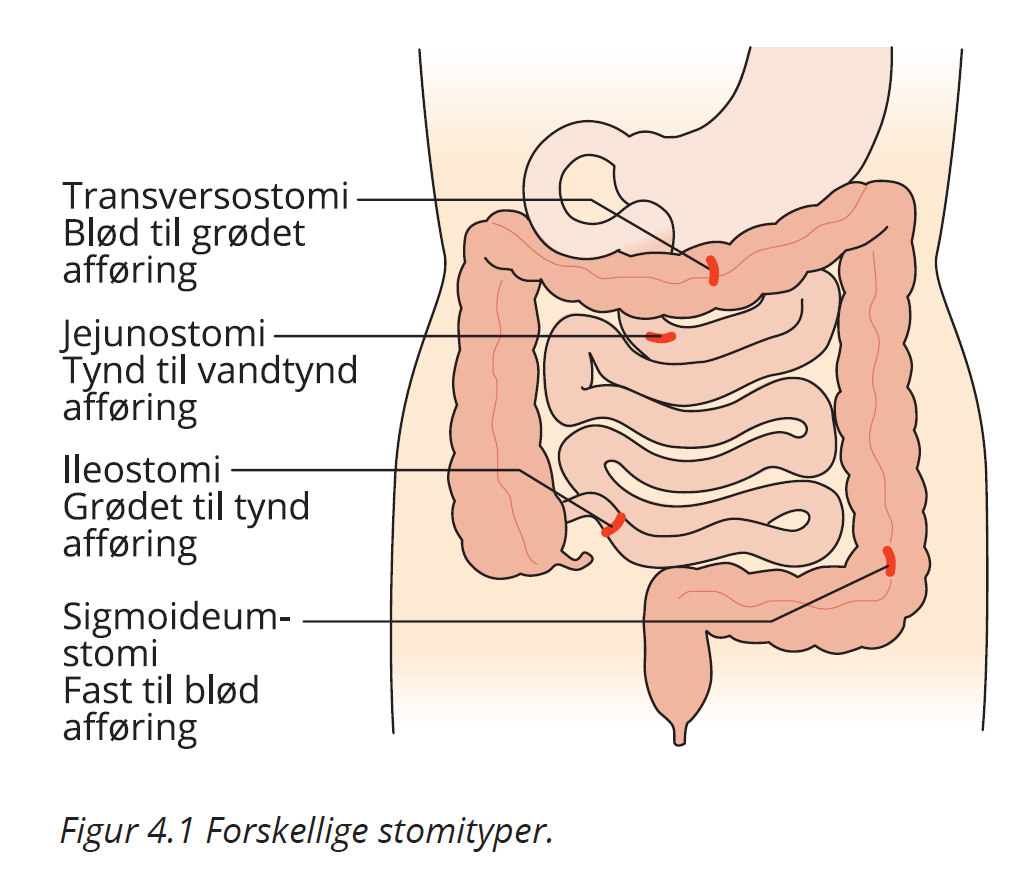 Transversostomi
Blød til grødet
afføring
Jejunostomi
Tynd til vandtynd
afføring
Ileostomi
Grødet til tynd
afføring
Sigmoideum-
stomi
Fast til blød
afføring
Figur 4.1 Forskellige stomityper.